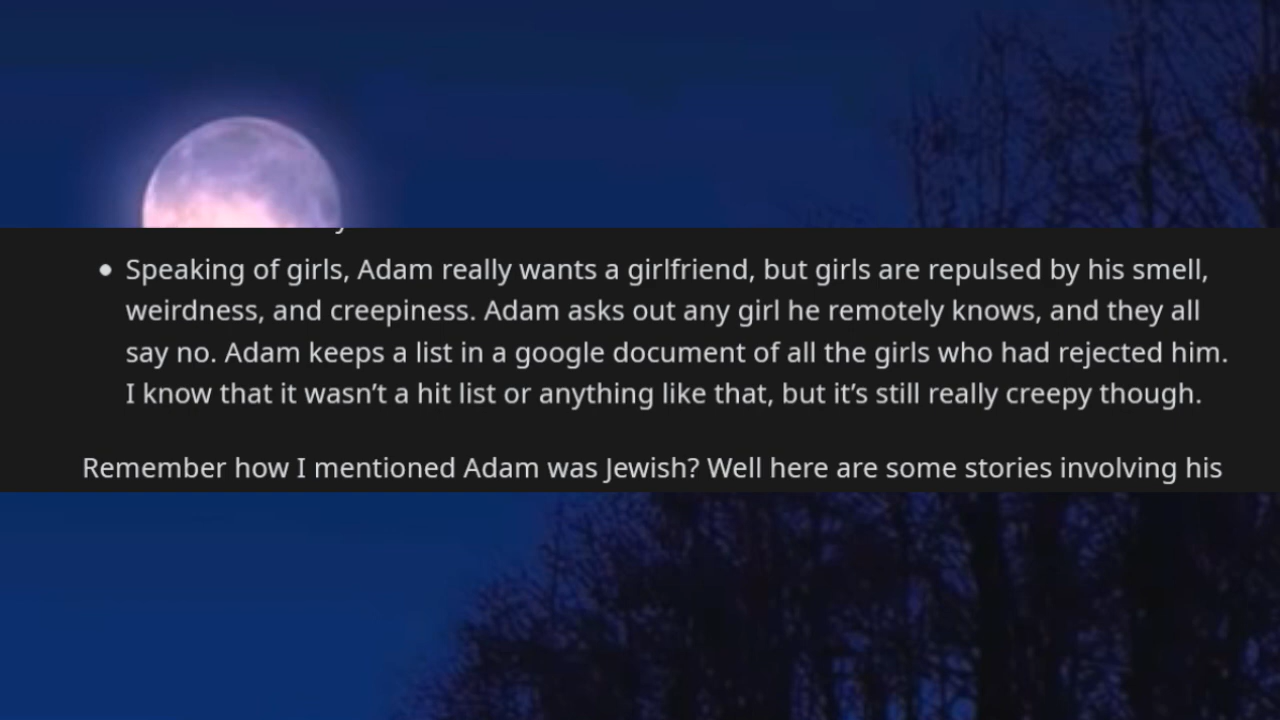 • Speaking of girls, Adam really wants a girlfriend, but girls are repulsed by his smell,
weirdness, and creepiness. Adam asks out any girl he remotely knows, and they all
say no. Adam keeps a list in a google document of all the girls who had rejected him.
I know that it wasn’t a hit list or anything like that, but it’s still really creepy though.
Remember how I mentioned Adam was Jewish? Well here are some stories involving his